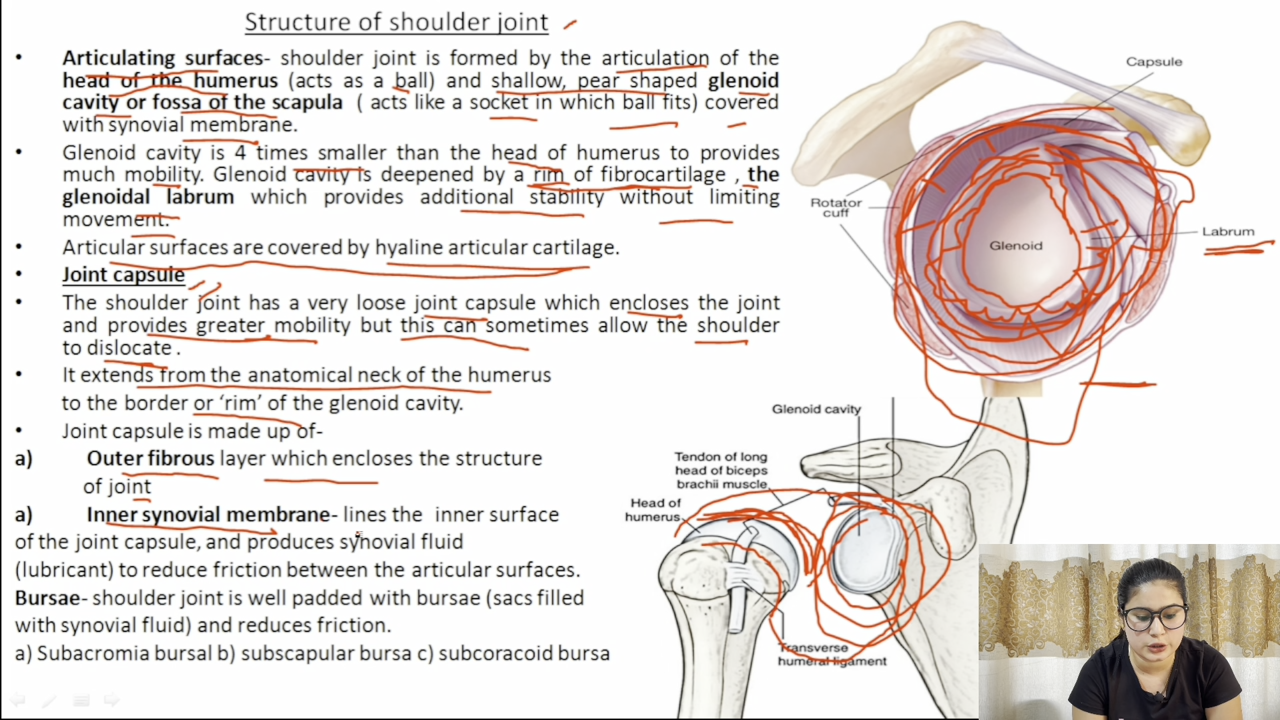 Structure of shoulder joint
• Articulating surfaces- shoulder joint is formed by the articulation of the
head of the humerus (acts as a ball) and shallow, pear shaped glenoid
cavity or fossa of the scapula ( acts like a socket in which ball fits) covered
with synovial membrane.
• Glenoid cavity is 4 times smaller than the head of humerus to provides
much mobility. Glenoid cavity is deepened by a rim of fibrocartilage , the
glenoidal labrum which provides additional stability without limiting
movement.
• Articular surfaces are covered by hyaline articular cartilage.
• Joint capsule
• The shoulder joint has a very loose joint capsule which encloses the joint
and provides greater mobility but this can sometimes allow the shoulder
to dislocate .
• It extends from the anatomical neck of the humerus
to the border or ‘rim’ of the glenoid cavity.
• Joint capsule is made up of-
a) Outer fibrous layer which encloses the structure
of joint
a) Inner synovial membrane- lines the inner surface
of the joint capsule, and produces synovial fluid
(lubricant) to reduce friction between the articular surfaces.
Bursae- shoulder joint is well padded with bursae (sacs filled
with synovial fluid) and reduces friction.
a) Subacromia bursal b) subscapular bursa c) subcoracoid bursa
Capsule
Rotator
cuff
Labrum
Glenoid
Glenoid cavity
Tendon of long
head of biceps
brachii muscle
Head of
humerus
Transverse
humeral ligament